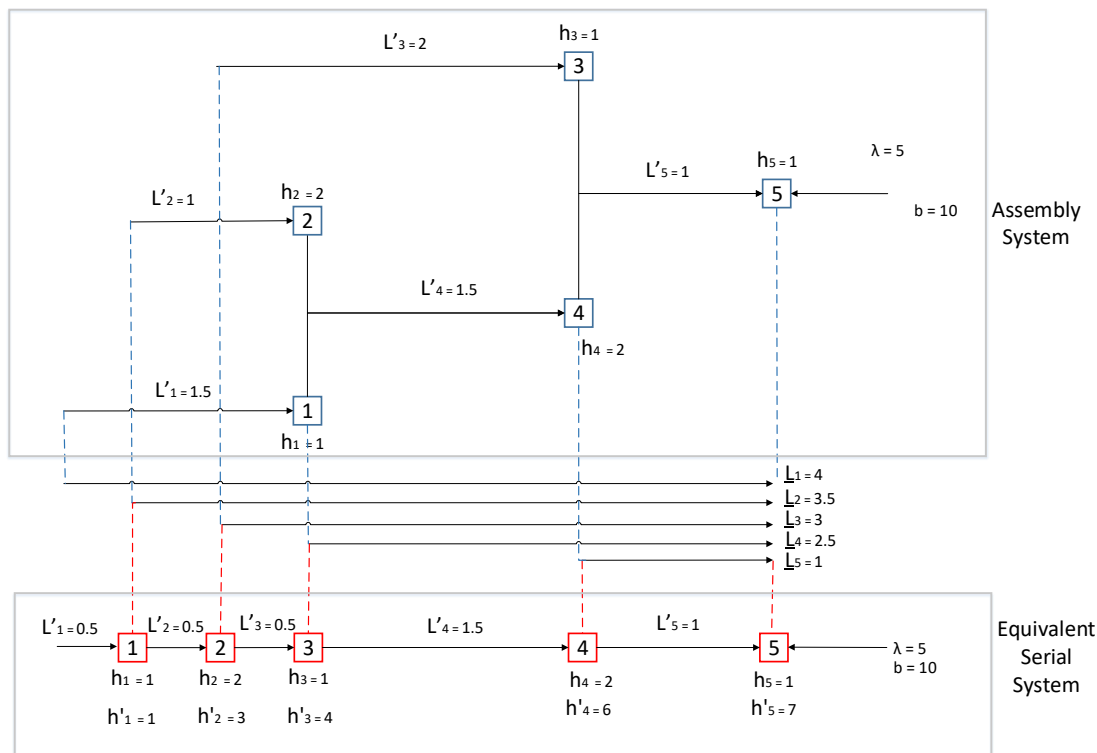 L'3 = 2
h3 = 1
3
λ = 5
L'5 = 1
h5 = 1
5
b = 10
L'2 = 1
h2 = 2
2
Assembly
System
L'4 = 1.5
4
h4 = 2
L'1 = 1.5
1
h1 = 1
L1 = 4
L2 = 3.5
L3 = 3
L4 = 2.5
L5 = 1
L'1 = 0.5
L'2 = 0.5
L'3 = 0.5
L'4 = 1.5
L'5 = 1
Equivalent
Serial
System
1
2
3
4
5
λ = 5
b = 10
h1 = 1
h2 = 2
h3 = 1
h4 = 2
h5 = 1
h'1 = 1
h'2 = 3
h'3 = 4
h'4 = 6
h'5 = 7